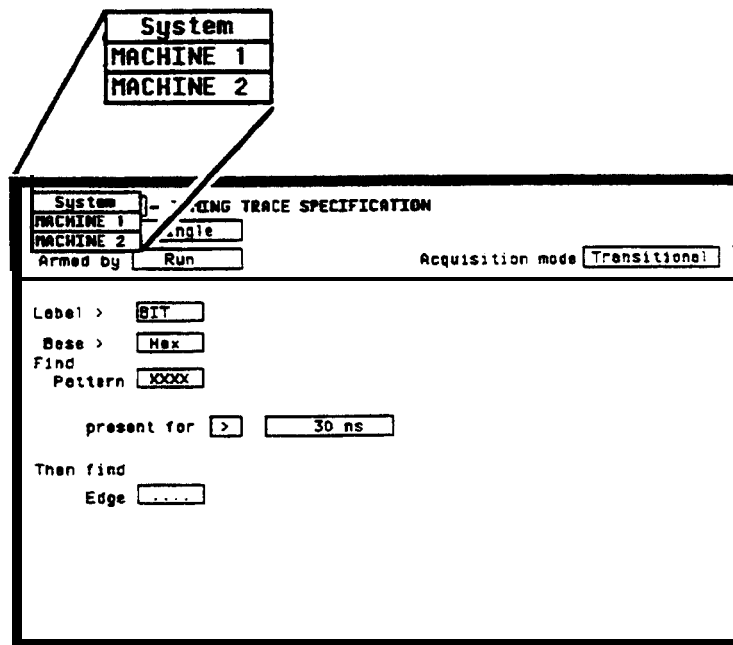 System
MACHINE 1
MACHINE 2
System
MACHINE 1
MACHINE 2
TRACE SPECIFICATION
Armed by Run
Acquisition mode Transitional
Label > BIT
Base > Hex
Find
Pattern XXXX
present for > 30 ns
Then find
Edge ....